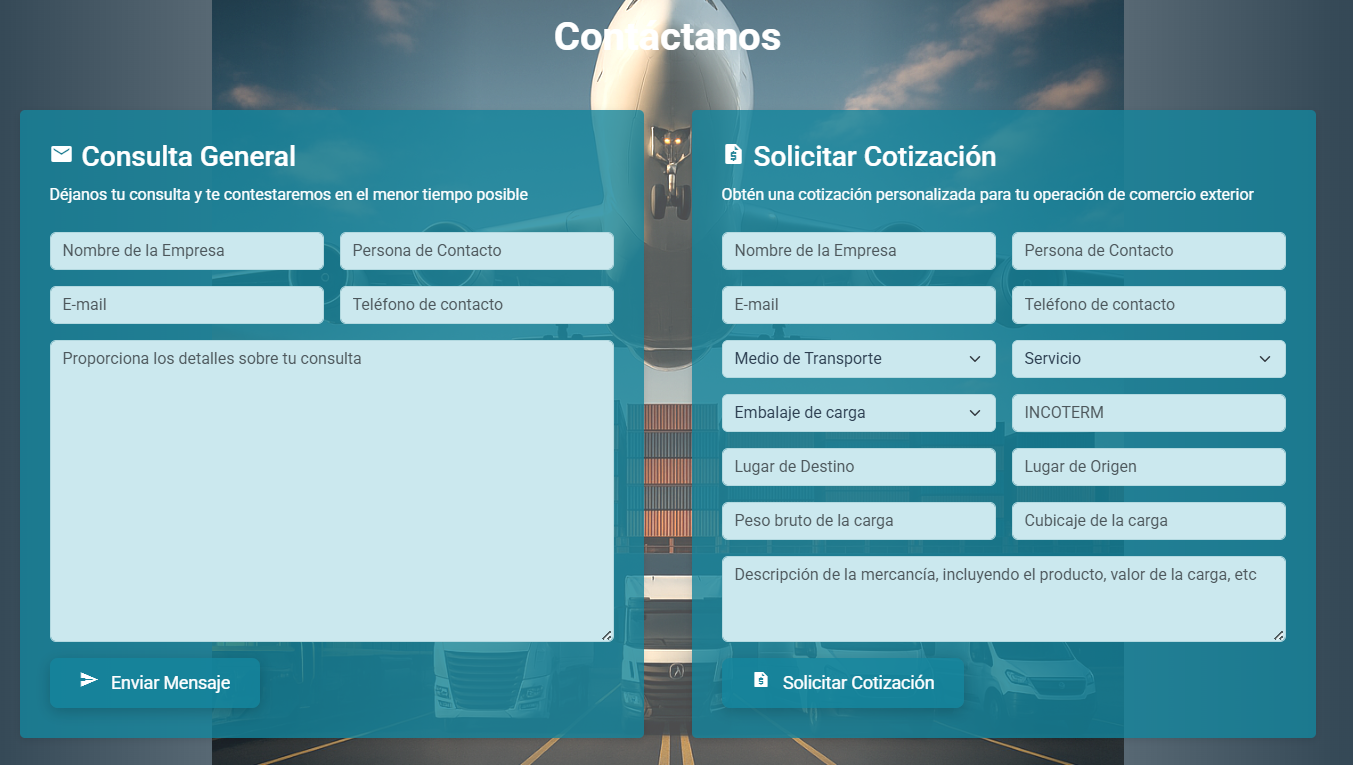 Contáctanos
Consulta General
Déjanos tu consulta y te contestaremos en el menor tiempo posible
Nombre de la Empresa
Persona de Contacto
E-mail
Teléfono de contacto
Proporciona los detalles sobre tu consulta
Enviar Mensaje
Solicitar Cotización
Obtén una cotización personalizada para tu operación de comercio exterior
Nombre de la Empresa
Persona de Contacto
E-mail
Teléfono de contacto
Medio de Transporte
Servicio
Embalaje de carga
INCOTERM
Lugar de Destino
Lugar de Origen
Peso bruto de la carga
Cubicaje de la carga
Descripción de la mercancía, incluyendo el producto, valor de la carga, etc
Solicitar Cotización